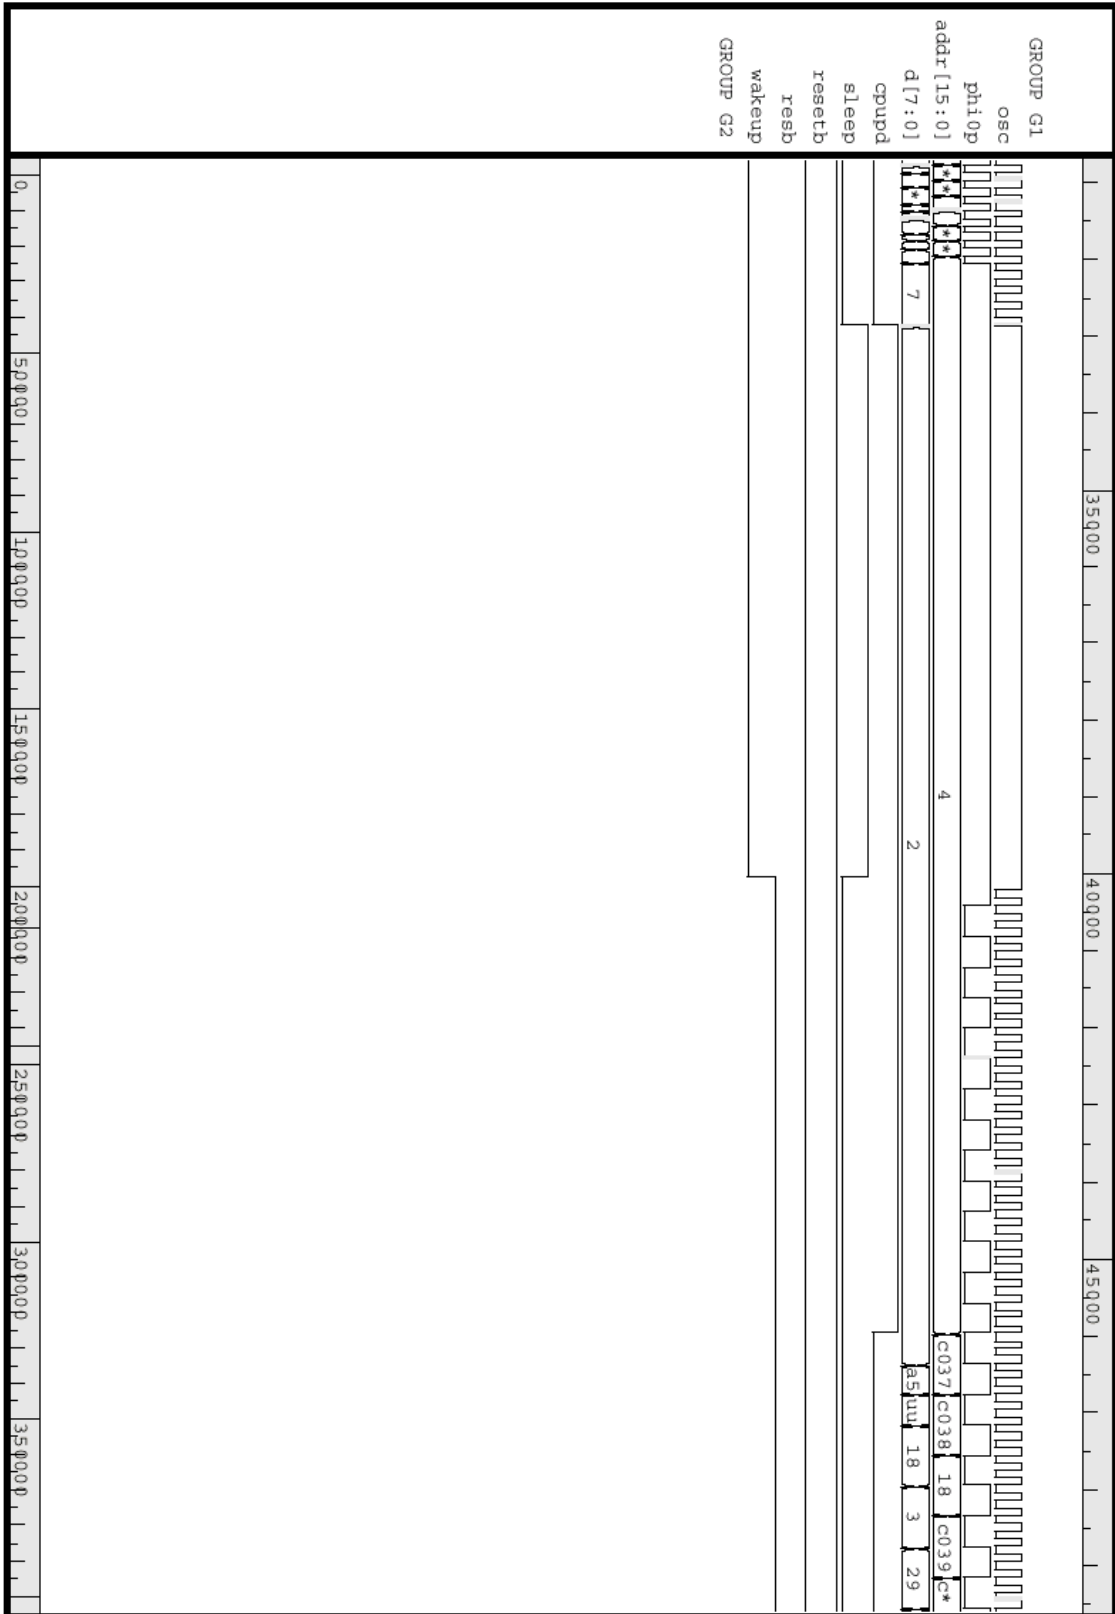 GROUP G1
osc
phi0p
addr[15:0]
d[7:0]
cpupd
sleep
resetb
resb
wakeup
GROUP G2
35000
40000
45000
* * * * 4 c037 c038 18 c039 c*
* 7 2 a5 uu 18 3 29
0
50000
100000
150000
200000
250000
300000
350000